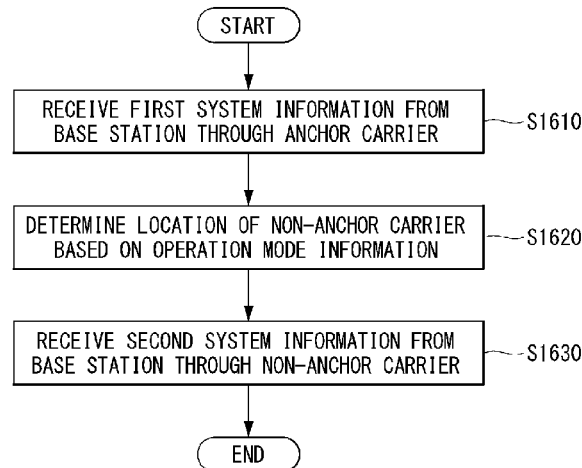 START
RECEIVE FIRST SYSTEM INFORMATION FROM
BASE STATION THROUGH ANCHOR CARRIER
S1610
DETERMINE LOCATION OF NON-ANCHOR CARRIER
BASED ON OPERATION MODE INFORMATION
S1620
RECEIVE SECOND SYSTEM INFORMATION FROM
BASE STATION THROUGH NON-ANCHOR CARRIER
S1630
END